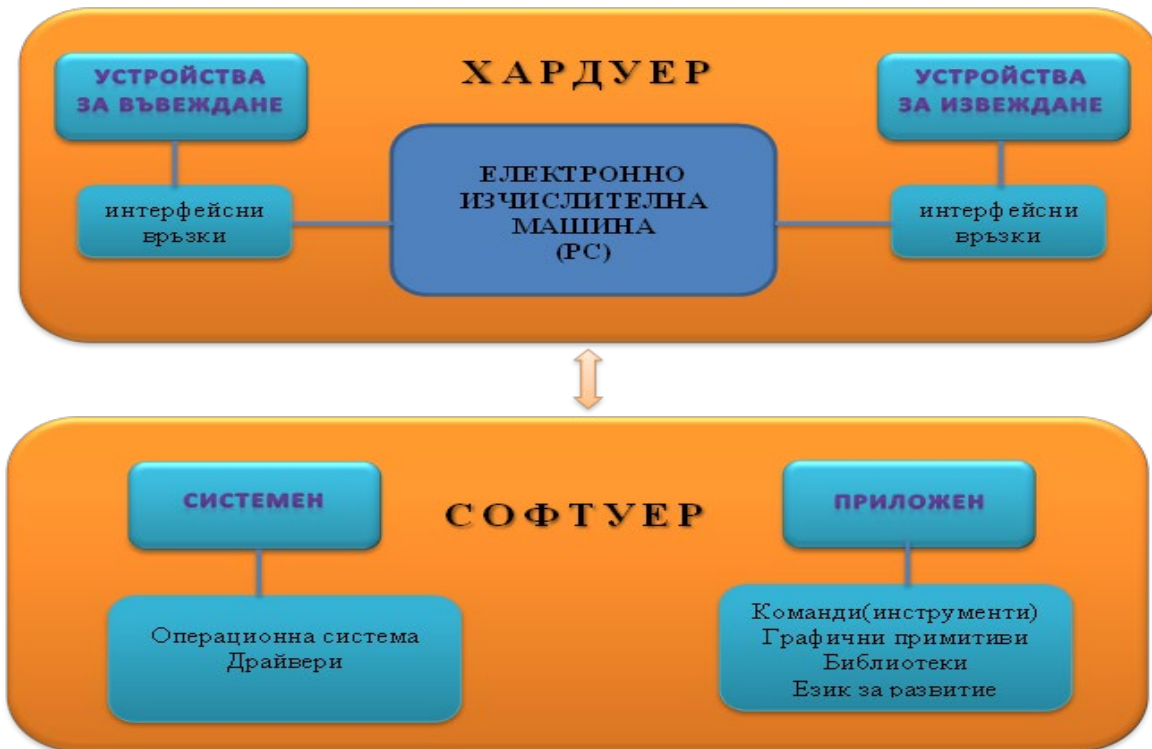 ХАРДУЕР
УСТРОЙСТВА
ЗА ВЪВЕЖДАНЕ
интерфейсни
връзки
ЕЛЕКТРОННО
ИЗЧИСЛИТЕЛНА
МАШИНА
(PC)
УСТРОЙСТВА
ЗА ИЗВЕЖДАНЕ
интерфейсни
връзки
СОФТУЕР
СИСТЕМЕН
Операционна система
Драйвери
ПРИЛОЖЕН
Команди(инструменти)
Графични примитиви
Библиотеки
Език за развитие